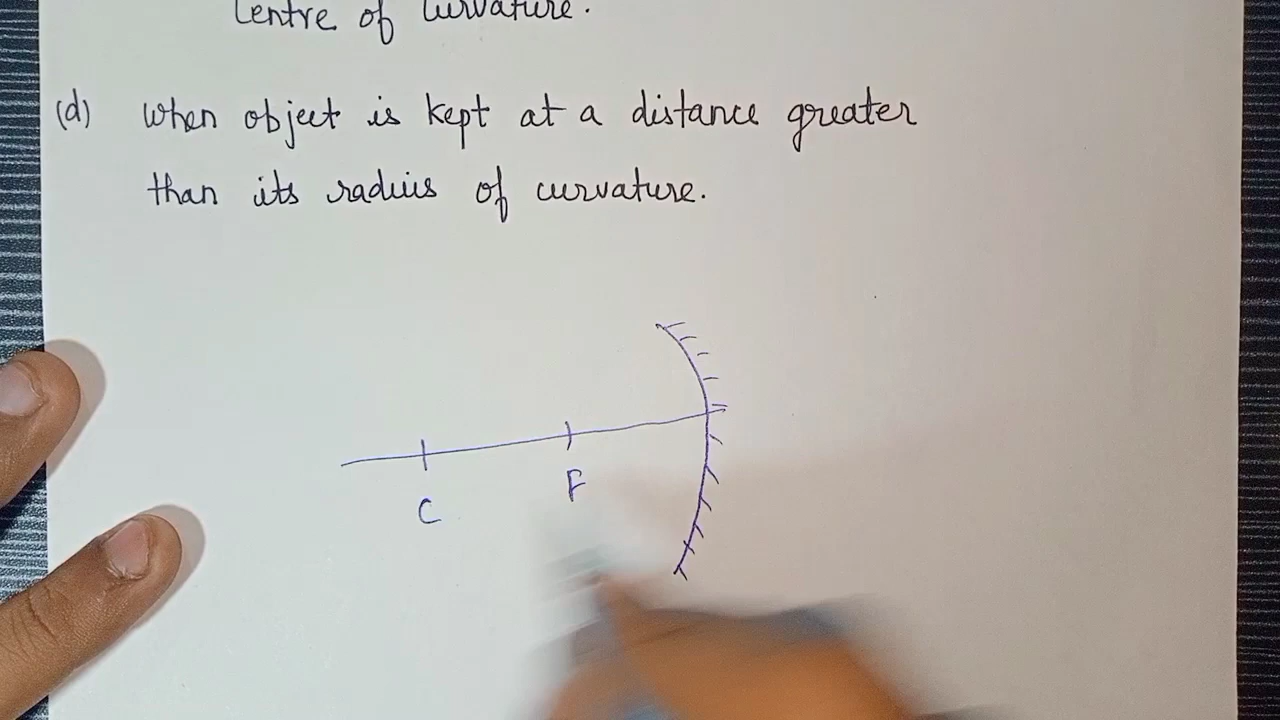 Centre of Curvature.
(d) When object is kept at a distance greater
than its radius of curvature.
C
F